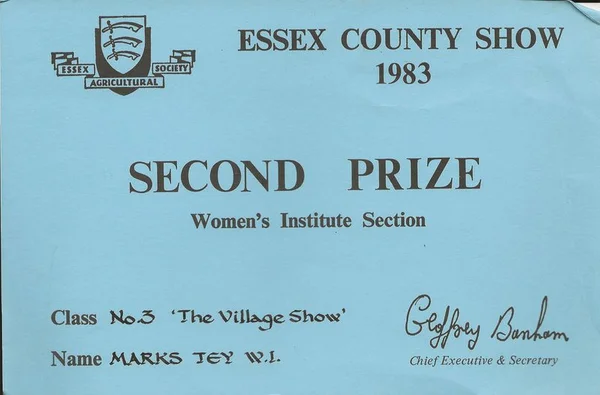 ESSEX COUNTY SHOW
1983
ESSEX SOCIETY
AGRICULTURAL
SECOND PRIZE
Women's Institute Section
Class No.3 'The Village Show'
Name MARKS TEY W.I.
Geoffrey Banham
Chief Executive & Secretary